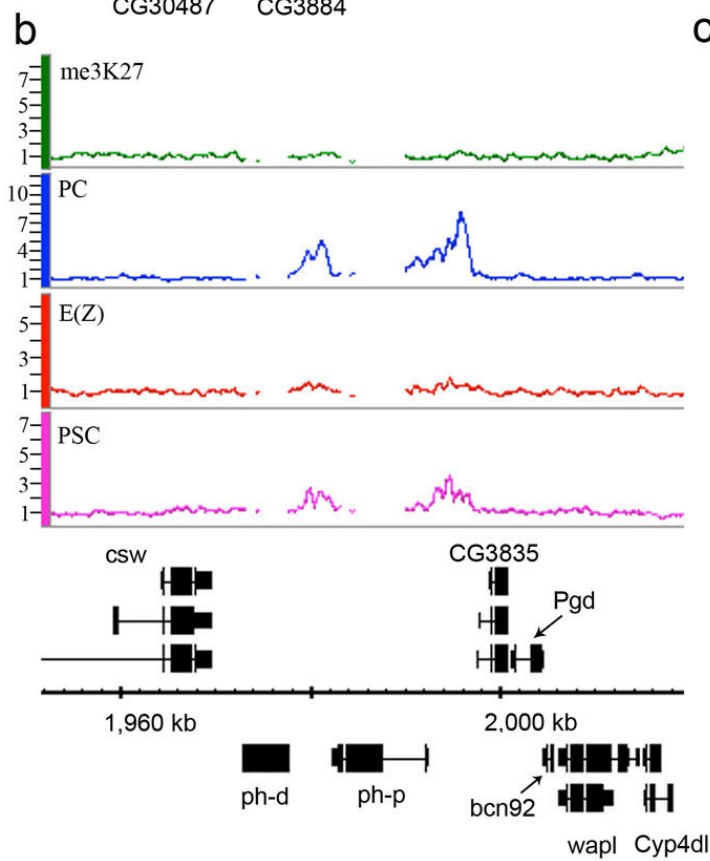 CG30487 CG3884
b c
7 me3K27
5
3
1
10 PC
7
4
1
E(Z)
5
3
1
7 PSC
5
3
1
csw CG3835
Pgd
1,960 kb 2,000 kb
ph-d ph-p bcn92
wapl Cyp4dl